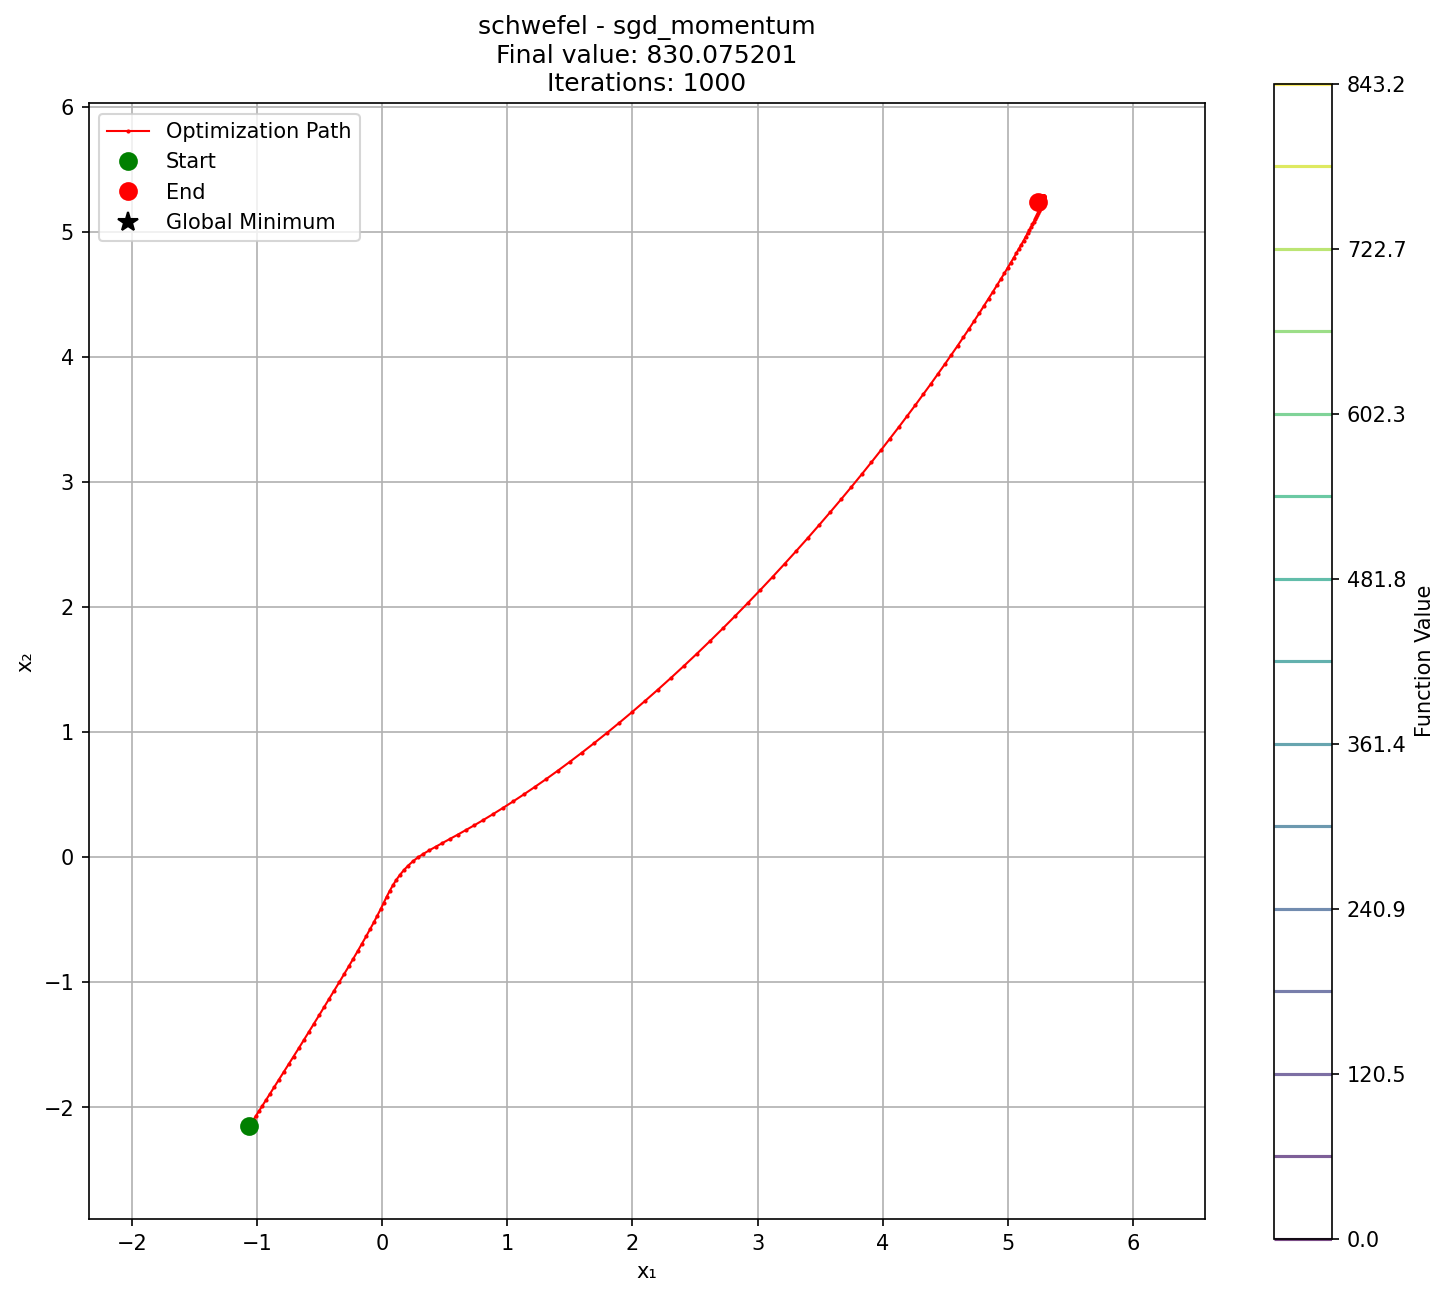 schwefel - sgd_momentum
Final value: 830.075201
Iterations: 1000
Optimization Path
Start
End
Global Minimum
6
5
4
3
2
1
0
−1
−2
x₂
−2
−1
0
1
2
3
4
5
6
x₁
843.2
722.7
602.3
481.8
361.4
240.9
120.5
0.0
Function Value